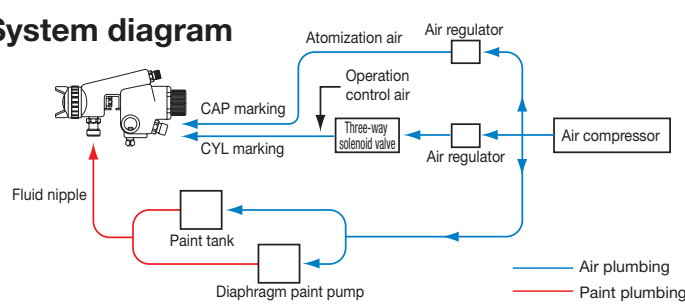 System diagram
Atomization air
Air regulator
Operation
control air
CAP marking
Three-way
solenoid valve
Air compressor
CYL marking
Air regulator
Fluid nipple
Paint tank
Diaphragm paint pump
Air plumbing
Paint plumbing